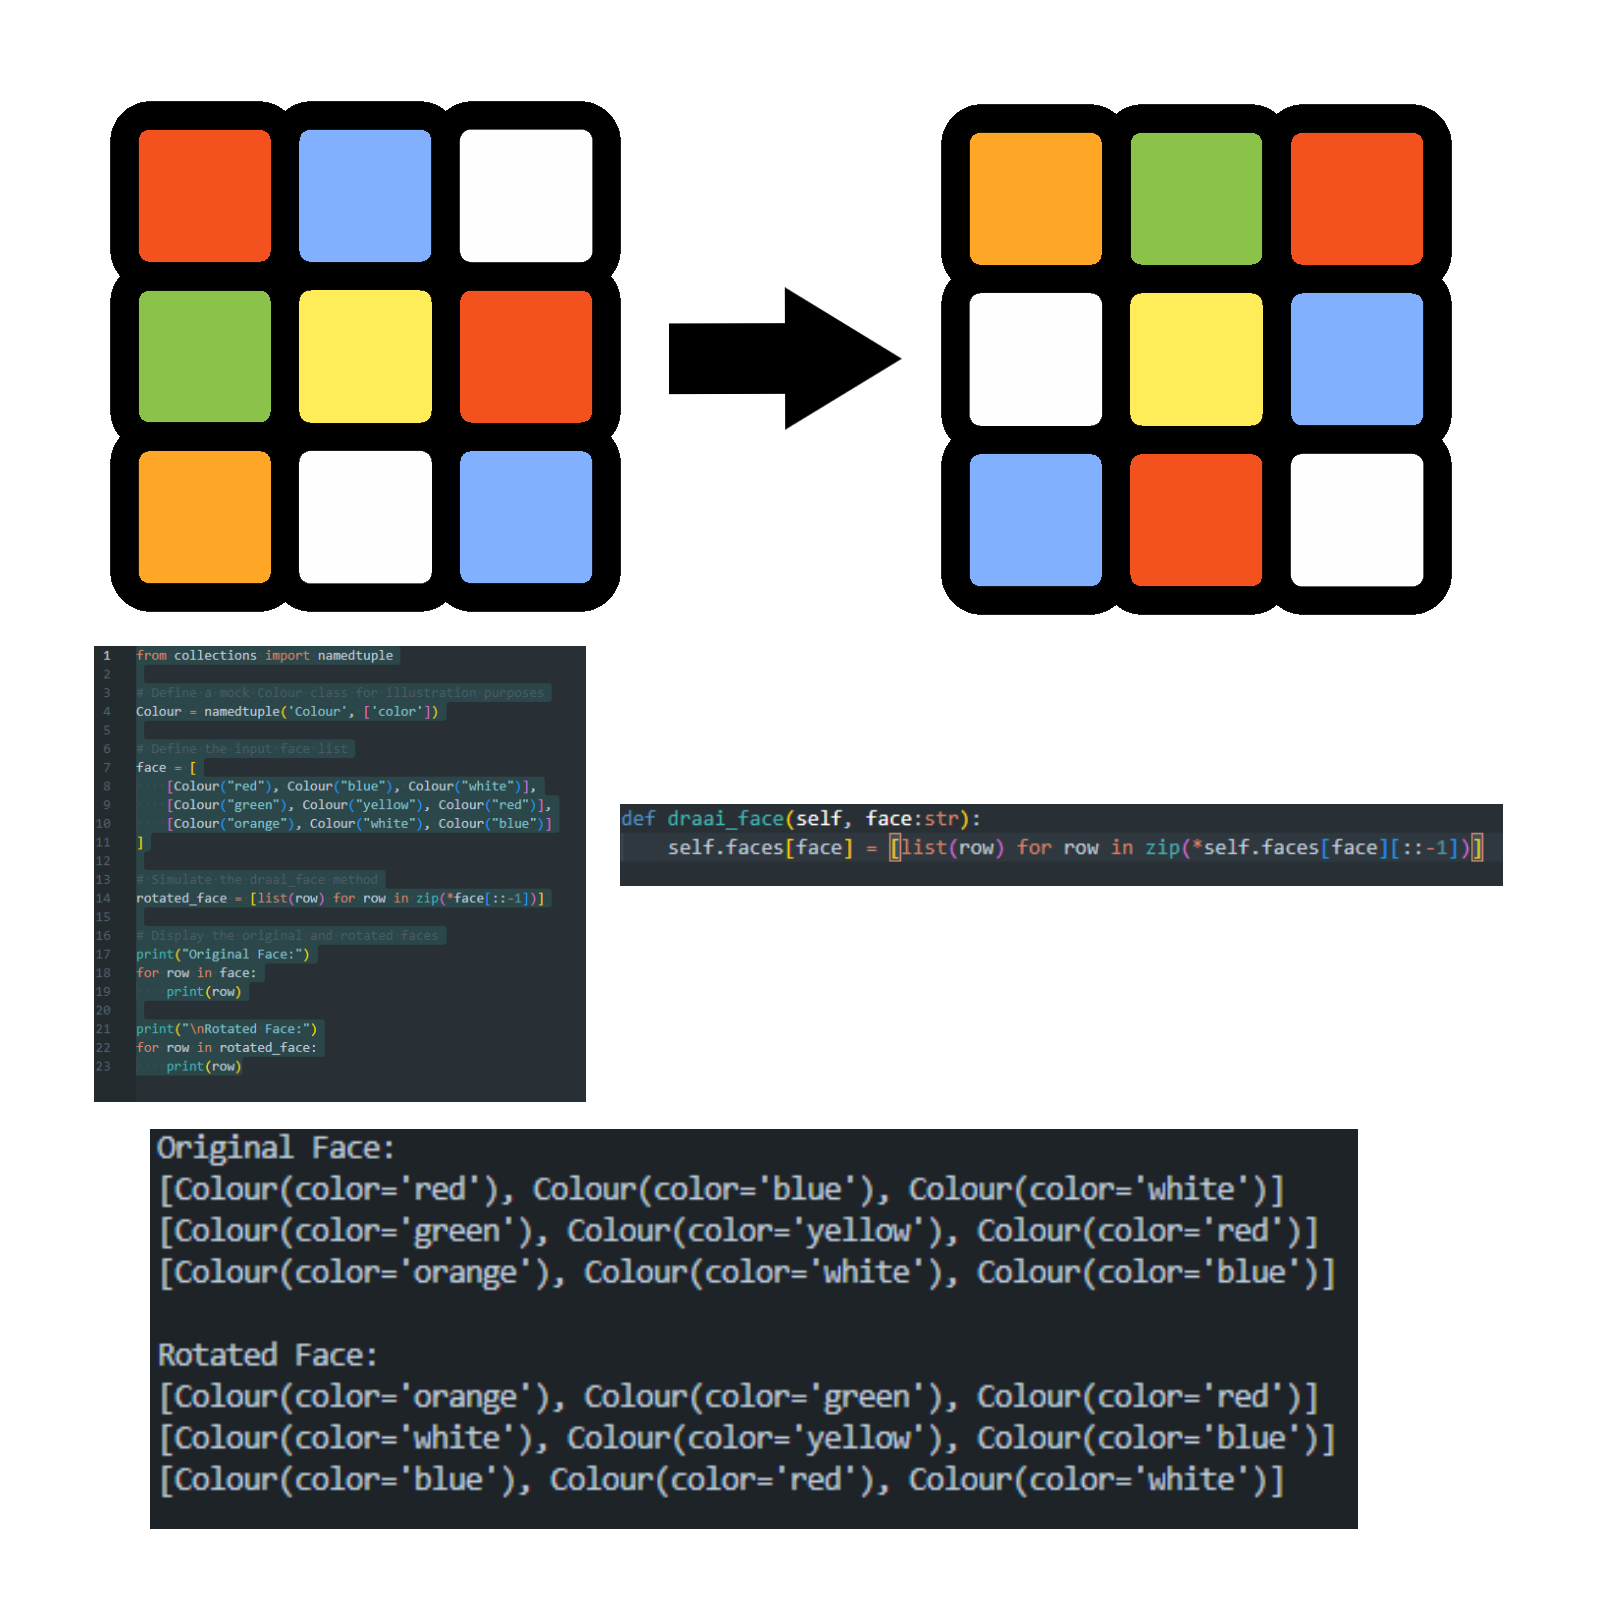 1 from collections import namedtuple
2
3 # Define a mock Colour class for illustration purposes
4 Colour = namedtuple('Colour', ['color'])
5
6 # Define the input face list
7 face = [
8 [Colour("red"), Colour("blue"), Colour("white")],
9 [Colour("green"), Colour("yellow"), Colour("red")],
10 [Colour("orange"), Colour("white"), Colour("blue")]
11 ]
12
13 # Simulate the draai_face method
14 rotated_face = [list(row) for row in zip(*face[::-1])]
15
16 # Display the original and rotated faces
17 print("Original Face:")
18 for row in face:
19 print(row)
20
21 print("\nRotated Face:")
22 for row in rotated_face:
23 print(row)
def draai_face(self, face:str):
self.faces[face] = [list(row) for row in zip(*self.faces[face][::-1])]
Original Face:
[Colour(color='red'), Colour(color='blue'), Colour(color='white')]
[Colour(color='green'), Colour(color='yellow'), Colour(color='red')]
[Colour(color='orange'), Colour(color='white'), Colour(color='blue')]
Rotated Face:
[Colour(color='orange'), Colour(color='green'), Colour(color='red')]
[Colour(color='white'), Colour(color='yellow'), Colour(color='blue')]
[Colour(color='blue'), Colour(color='red'), Colour(color='white')]